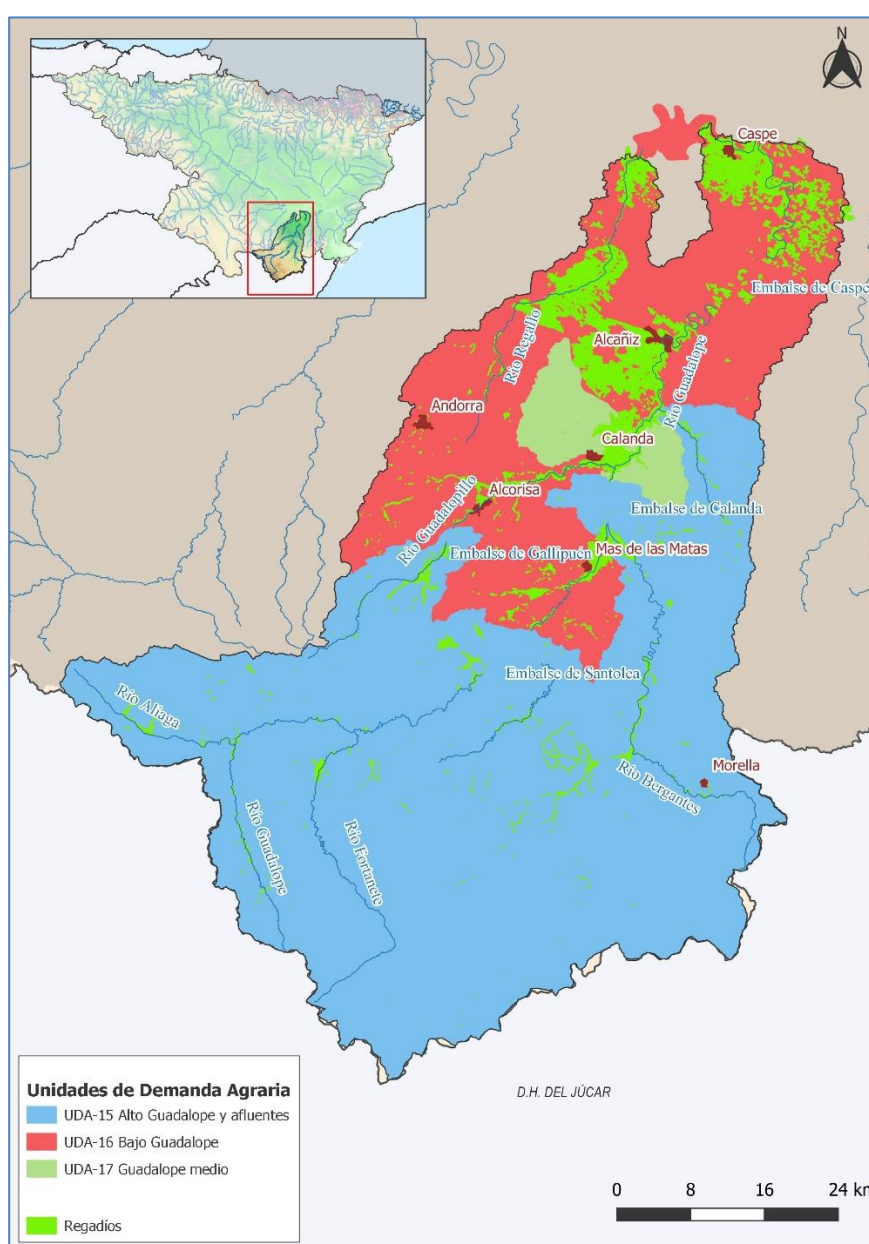 N
Caspe
Embalse de Caspe
Río Regallo
Alcañiz
Río Guadalope
Andorra
Calanda
Alcorisa
Río Guadalopillo
Embalse de Calanda
Embalse de Gallipuén
Mas de las Matas
Embalse de Santolea
Río Aliaga
Río Guadalope
Río Fortanete
Río Bergantes
Morella
D.H. DEL JÚCAR
Unidades de Demanda Agraria
UDA-15 Alto Guadalope y afluentes
UDA-16 Bajo Guadalope
UDA-17 Guadalope medio
Regadíos
0 8 16 24 km